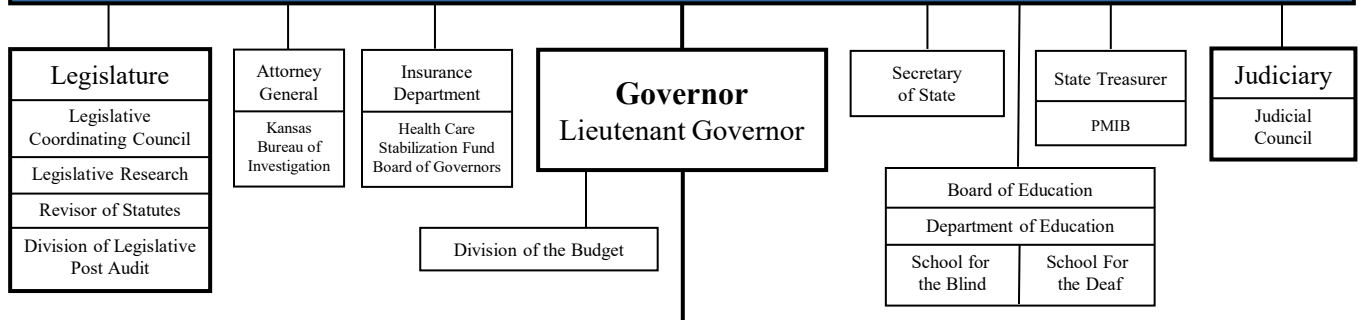 Legislature
Legislative
Coordinating Council
Legislative Research
Revisor of Statutes
Division of Legislative
Post Audit
Attorney
General
Kansas
Bureau of
Investigation
Insurance
Department
Health Care
Stabilization Fund
Board of Governors
Governor
Lieutenant Governor
Division of the Budget
Secretary
of State
Board of Education
Department of Education
School for
the Blind
School For
the Deaf
State Treasurer
PMIB
Judiciary
Judicial
Council